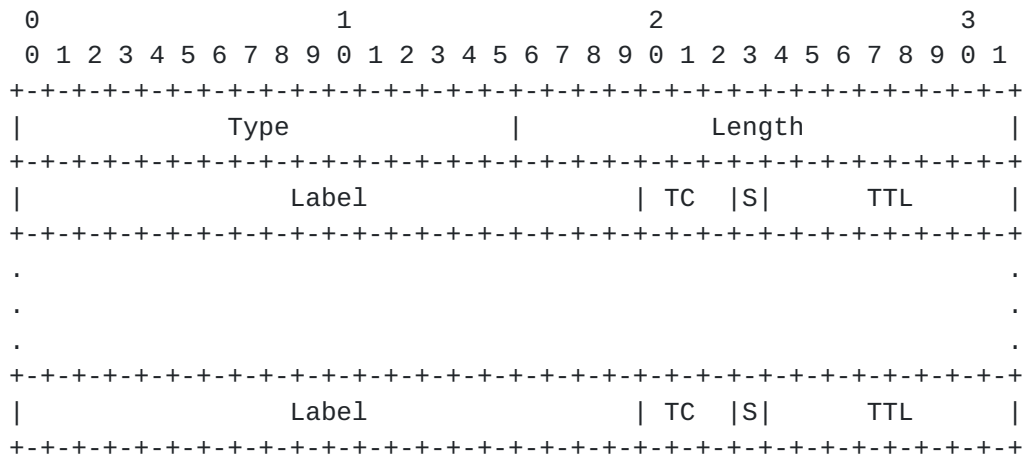 0                   1                   2                   3
 0 1 2 3 4 5 6 7 8 9 0 1 2 3 4 5 6 7 8 9 0 1 2 3 4 5 6 7 8 9 0 1
+-+-+-+-+-+-+-+-+-+-+-+-+-+-+-+-+-+-+-+-+-+-+-+-+-+-+-+-+-+-+-+-+
|             Type              |            Length             |
+-+-+-+-+-+-+-+-+-+-+-+-+-+-+-+-+-+-+-+-+-+-+-+-+-+-+-+-+-+-+-+-+
|                 Label                 | TC  |S|      TTL      |
+-+-+-+-+-+-+-+-+-+-+-+-+-+-+-+-+-+-+-+-+-+-+-+-+-+-+-+-+-+-+-+-+
.                                                               .
.                                                               .
.                                                               .
+-+-+-+-+-+-+-+-+-+-+-+-+-+-+-+-+-+-+-+-+-+-+-+-+-+-+-+-+-+-+-+-+
|                 Label                 | TC  |S|      TTL      |
+-+-+-+-+-+-+-+-+-+-+-+-+-+-+-+-+-+-+-+-+-+-+-+-+-+-+-+-+-+-+-+-+